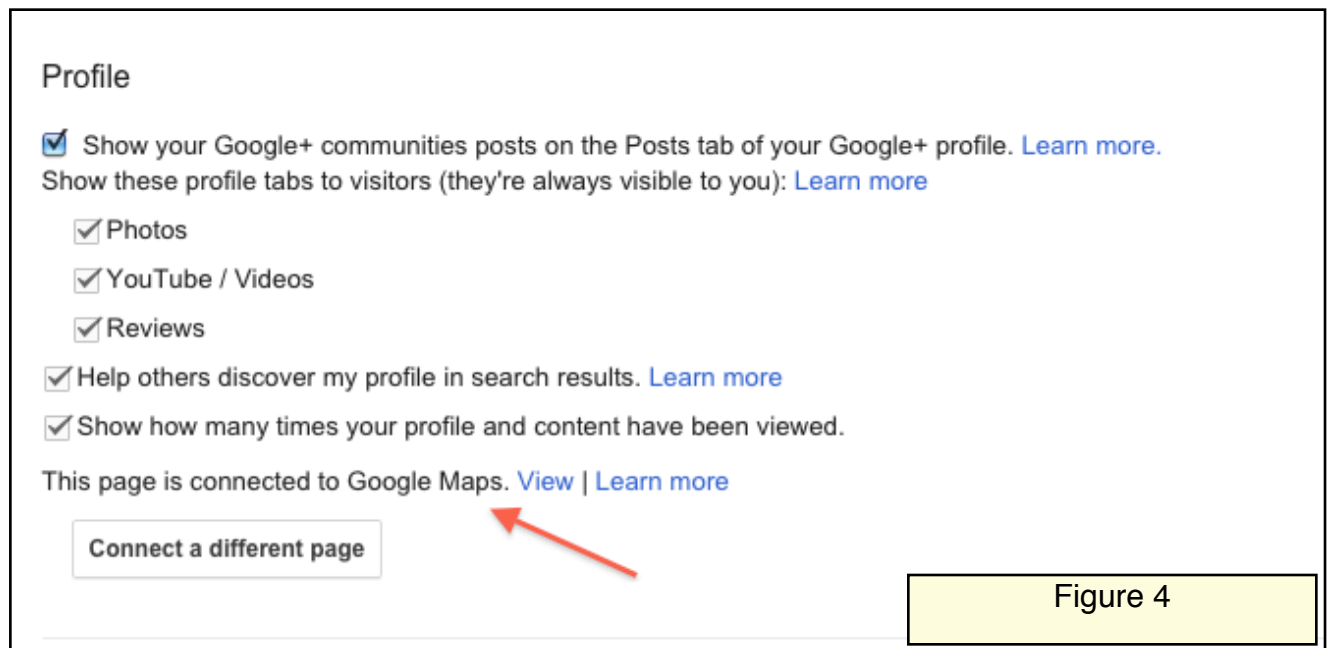 Profile
Show your Google+ communities posts on the Posts tab of your Google+ profile. Learn more.
Show these profile tabs to visitors (they're always visible to you): Learn more
Photos
YouTube / Videos
Reviews
Help others discover my profile in search results. Learn more
Show how many times your profile and content have been viewed.
This page is connected to Google Maps. View | Learn more
Connect a different page
Figure 4